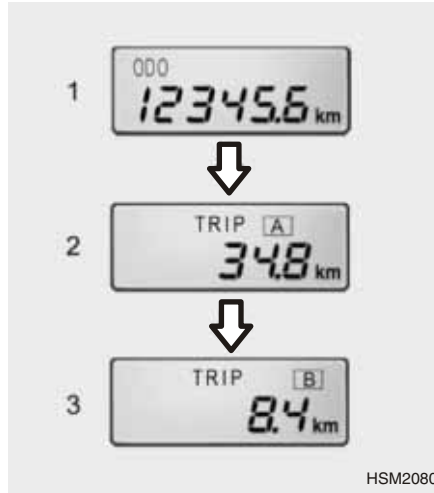 1
ODO
12345.6 km
2
TRIP A
34.8 km
3
TRIP B
8.4 km
HSM2080